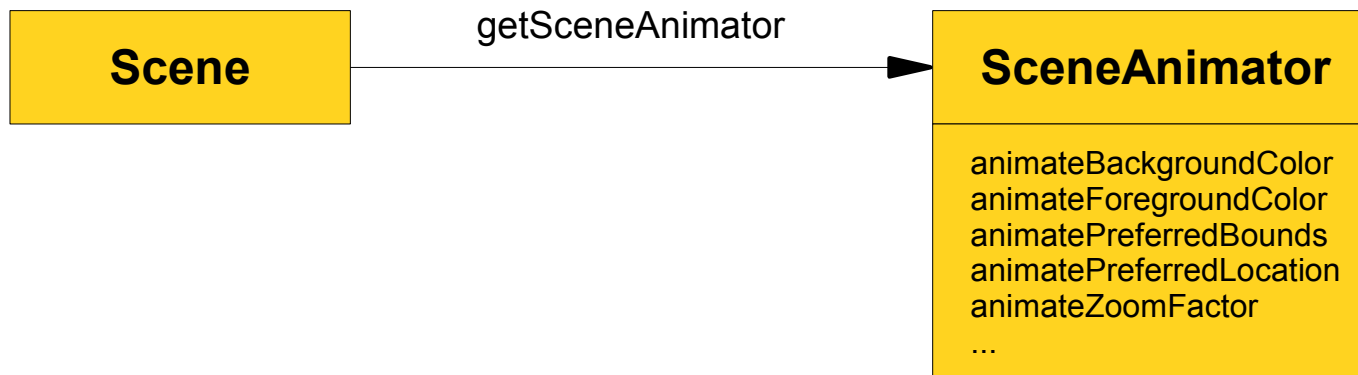 getSceneAnimator
Scene
SceneAnimator
animateBackgroundColor
animateForegroundColor
animatePreferredBounds
animatePreferredLocation
animateZoomFactor
...